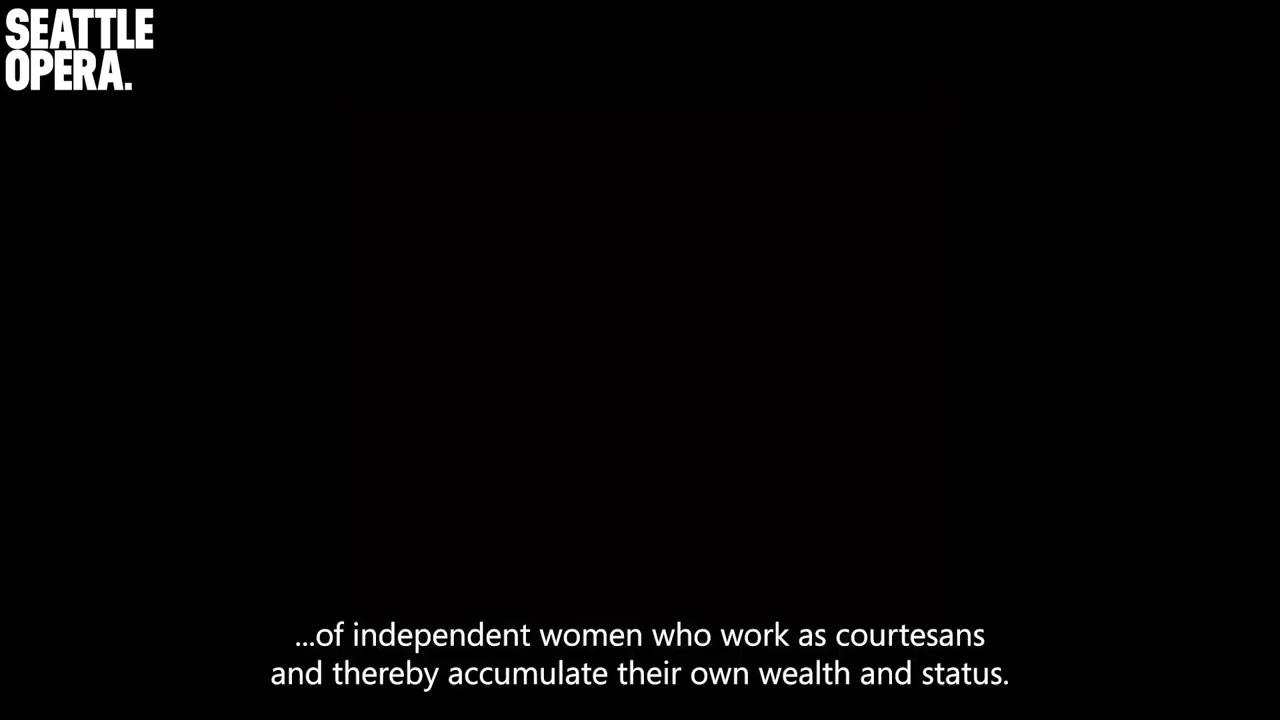 SEATTLE
OPERA.
...of independent women who work as courtesans
and thereby accumulate their own wealth and status.